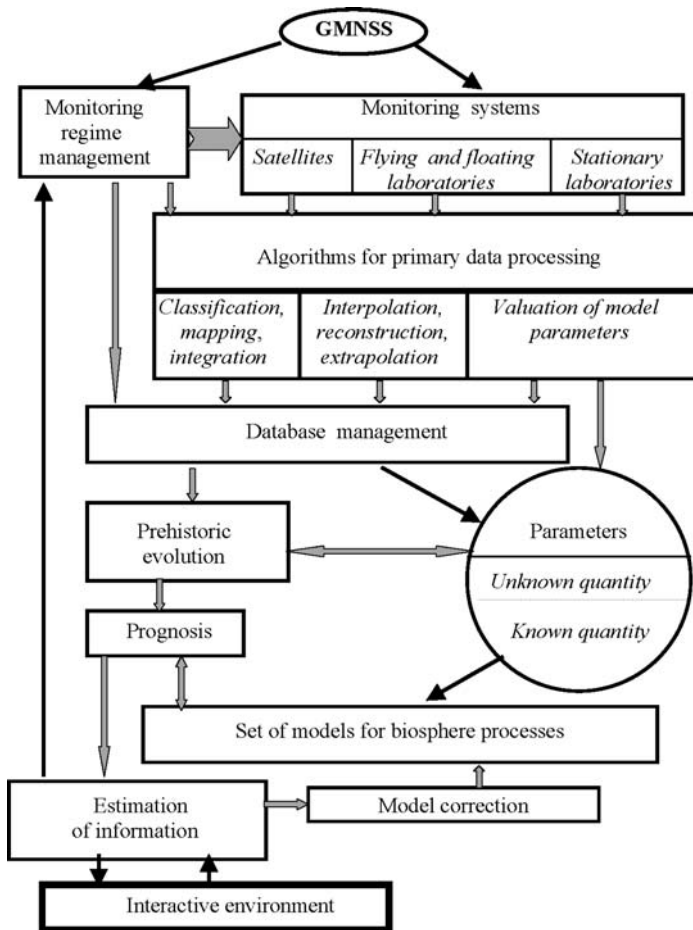 GMNSS
Monitoring
regime
management
Monitoring systems
Satellites
Flying and floating
laboratories
Stationary
laboratories
Algorithms for primary data processing
Classification,
mapping,
integration
Interpolation,
reconstruction,
extrapolation
Valuation of model
parameters
Database management
Prehistoric
evolution
Parameters
Unknown quantity
Known quantity
Prognosis
Set of models for biosphere processes
Estimation
of information
Model correction
Interactive environment